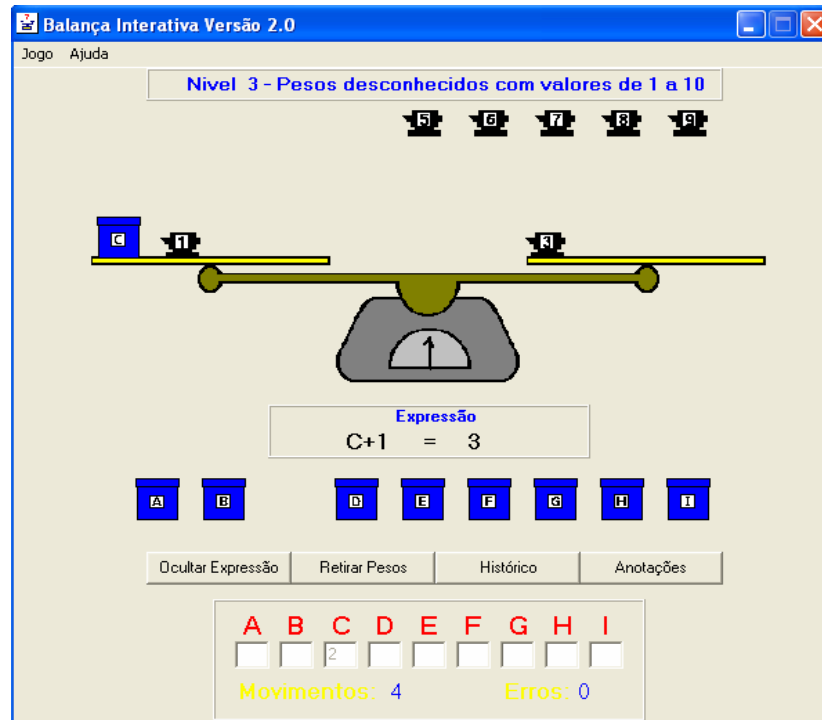 Balança Interativa Versão 2.0
Jogo Ajuda
Nivel 3 - Pesos desconhecidos com valores de 1 a 10
5 6 7 8 9
C 1 3
Expressão
C+1 = 3
A B D E F G H I
Ocultar Expressão Retirar Pesos Histórico Anotações
A B C D E F G H I
2
Movimentos: 4 Erros: 0